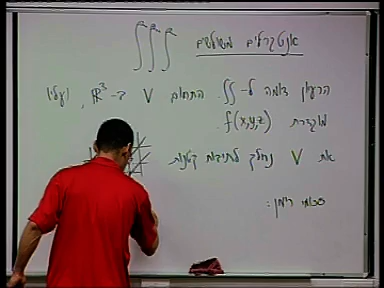 אינטגרלים משולשים ∫∫∫
הרעיון דומה ל- ∫∫. התחום V ב- ℝ³, ועליו
מוגדרת f(x,y,z).
את V נחלק לתיבות קטנות
סכומי רימן: